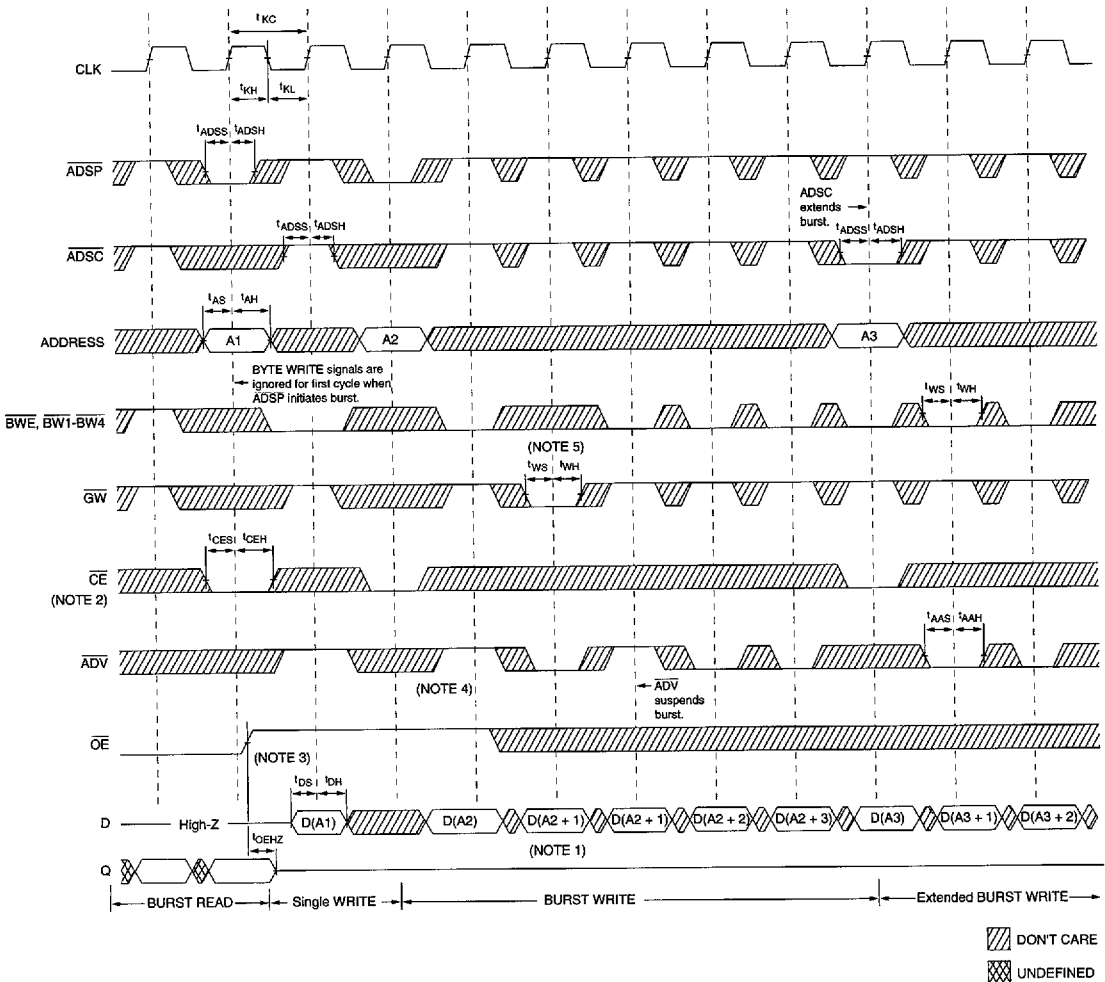 tKC
CLK
tKH tKL
tADSS tADSH
ADSP
ADSC
extends
burst.
tADSS tADSH
tADSS tADSH
ADSC
tAS tAH
ADDRESS A1 A2 A3
BYTE WRITE signals are
ignored for first cycle when
ADSP initiates burst.
tWS tWH
BWE, BW1-BW4
(NOTE 5)
tWS tWH
GW
tCES tCEH
CE
(NOTE 2)
tAAS tAAH
ADV
(NOTE 4)
ADV
suspends
burst.
OE
(NOTE 3)
tDS tDH
D High-Z D(A1) D(A2) D(A2 + 1) D(A2 + 1) D(A2 + 2) D(A2 + 3) D(A3) D(A3 + 1) D(A3 + 2)
tOEHZ
(NOTE 1)
Q
BURST READ Single WRITE BURST WRITE Extended BURST WRITE
DON'T CARE
UNDEFINED